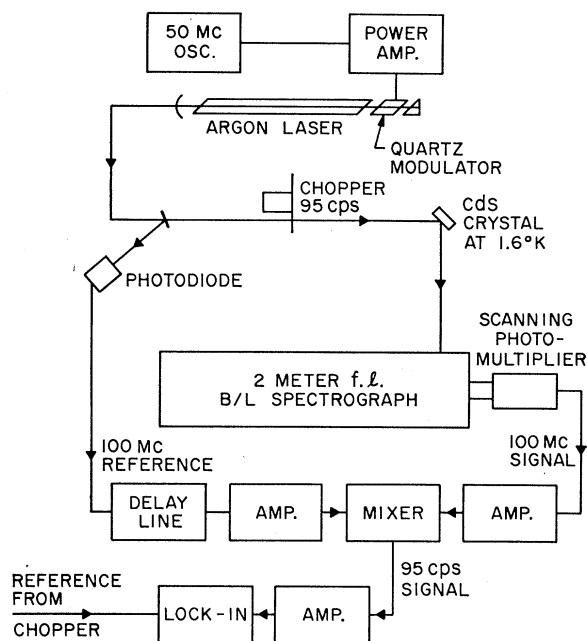 50 MC
OSC.
POWER
AMP.
ARGON LASER
QUARTZ
MODULATOR
CHOPPER
95 cps
cds
CRYSTAL
AT 1.6°K
PHOTODIODE
SCANNING
PHOTO-
MULTIPLIER
2 METER f.l.
B/L SPECTROGRAPH
100 MC
REFERENCE
100 MC
SIGNAL
DELAY
LINE
AMP.
MIXER
AMP.
95 cps
SIGNAL
REFERENCE
FROM
CHOPPER
LOCK-IN
AMP.